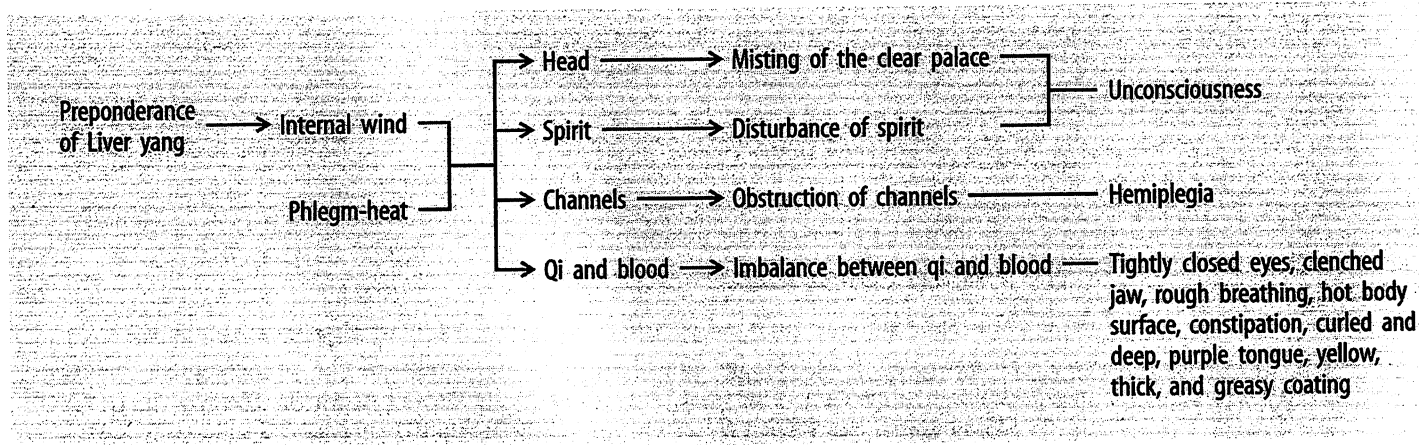 Preponderance
of Liver yang
Internal wind
Phlegm-heat
Head
Misting of the clear palace
Spirit
Disturbance of spirit
Unconsciousness
Channels
Obstruction of channels
Hemiplegia
Qi and blood
Imbalance between qi and blood
Tightly closed eyes, clenched
jaw, rough breathing, hot body
surface, constipation, curled and
deep, purple tongue, yellow,
thick, and greasy coating